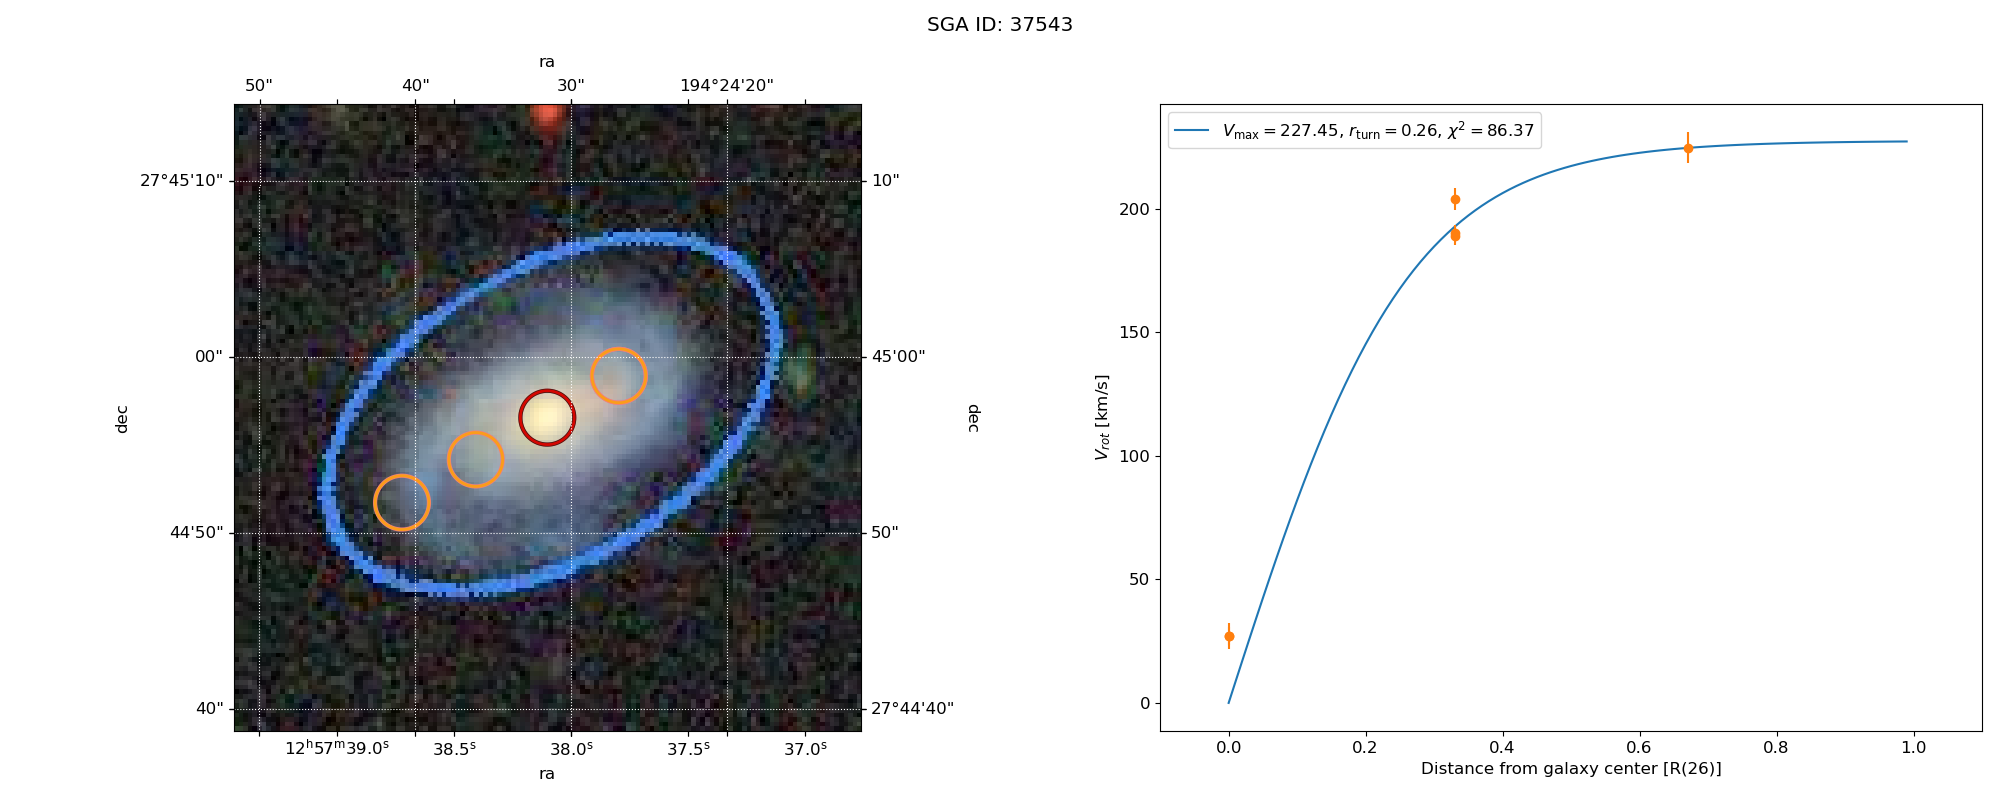 SGA ID: 37543
ra
50" 40" 30" 194°24'20"
27°45'10"
00"
44'50"
40"
dec
10"
45'00"
50"
27°44'40"
dec
12ʰ57ᵐ39.0ˢ 38.5ˢ 38.0ˢ 37.5ˢ 37.0ˢ
ra
V_max = 227.45, r_turn = 0.26, χ² = 86.37
200
150
100
50
0
V_rot [km/s]
0.0 0.2 0.4 0.6 0.8 1.0
Distance from galaxy center [R(26)]